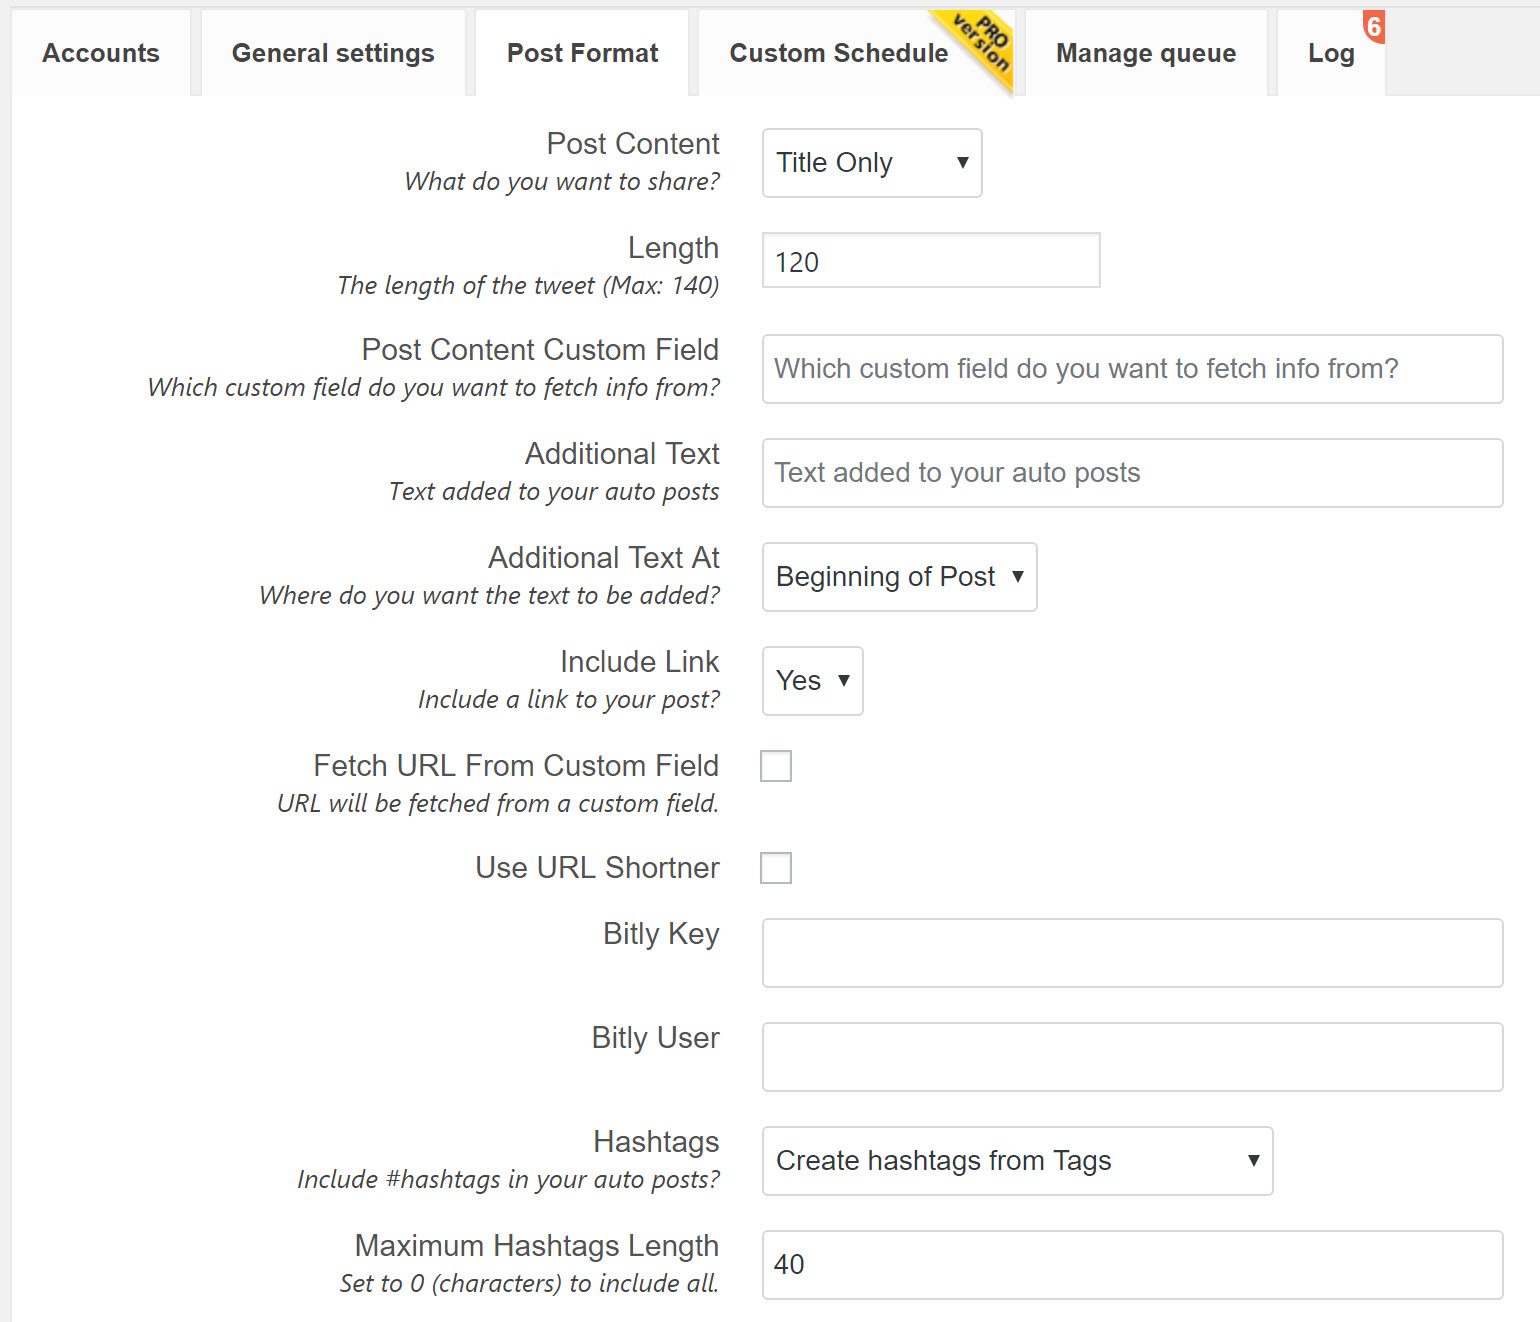 Accounts
General settings
Post Format
Custom Schedule
PRO
version
Manage queue
Log
6
Post Content
What do you want to share?
Title Only
Length
The length of the tweet (Max: 140)
120
Post Content Custom Field
Which custom field do you want to fetch info from?
Which custom field do you want to fetch info from?
Additional Text
Text added to your auto posts
Text added to your auto posts
Additional Text At
Where do you want the text to be added?
Beginning of Post
Include Link
Include a link to your post?
Yes
Fetch URL From Custom Field
URL will be fetched from a custom field.
Use URL Shortner
Bitly Key
Bitly User
Hashtags
Include #hashtags in your auto posts?
Create hashtags from Tags
Maximum Hashtags Length
Set to 0 (characters) to include all.
40